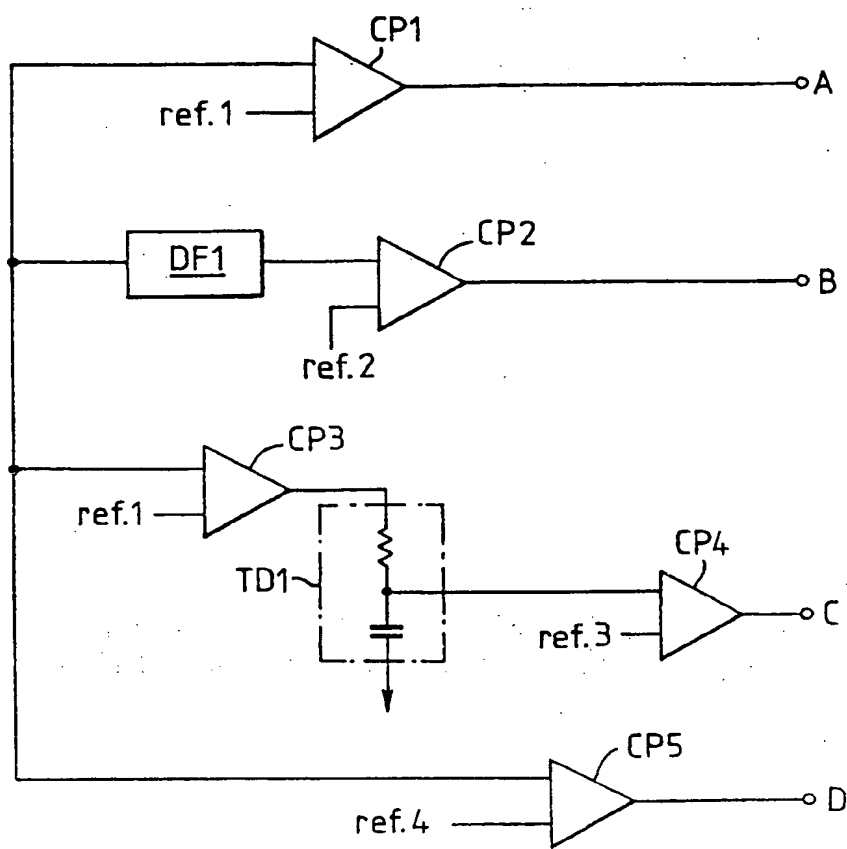 CP1
A
ref.1
DF1
CP2
B
ref.2
CP3
ref.1
TD1
CP4
C
ref.3
CP5
D
ref.4